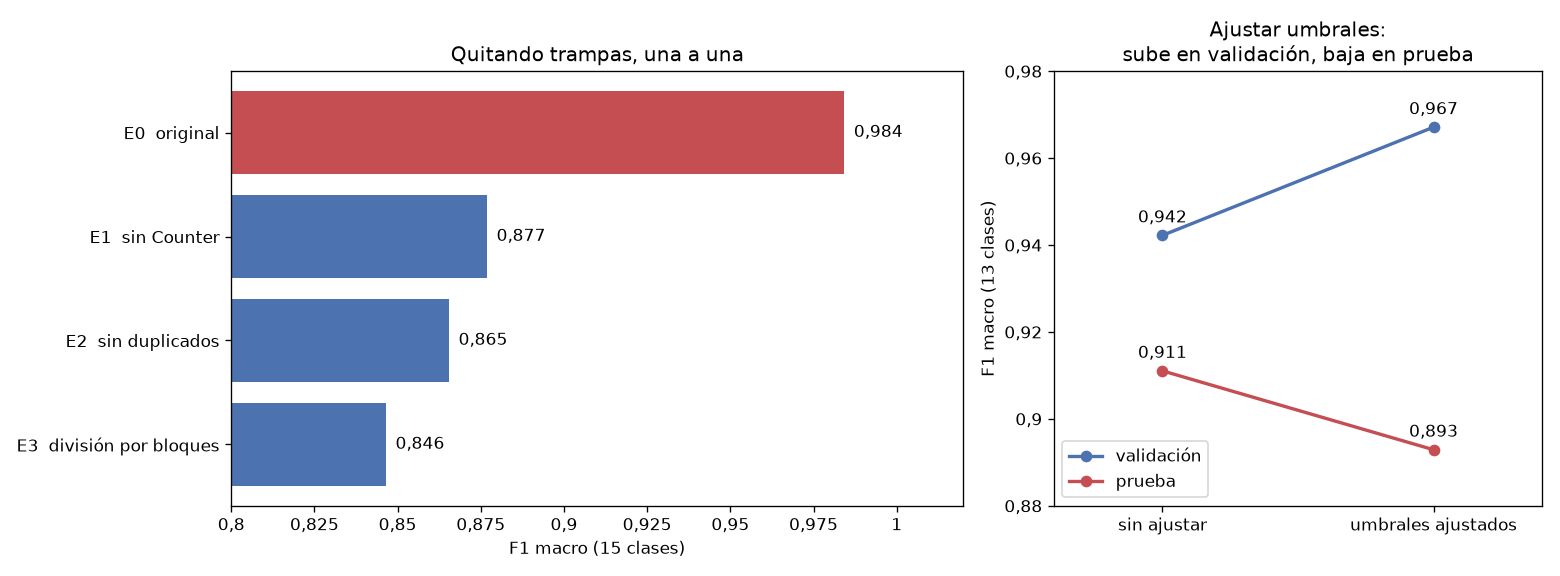 Quitando trampas, una a una
E0 original
0,984
E1 sin Counter
0,877
E2 sin duplicados
0,865
E3 división por bloques
0,846
0,8 0,825 0,85 0,875 0,9 0,925 0,95 0,975 1
F1 macro (15 clases)
Ajustar umbrales:
sube en validación, baja en prueba
F1 macro (13 clases)
0,98
0,96
0,94
0,92
0,9
0,88
0,967
0,942
0,911
0,893
validación
prueba
sin ajustar
umbrales ajustados